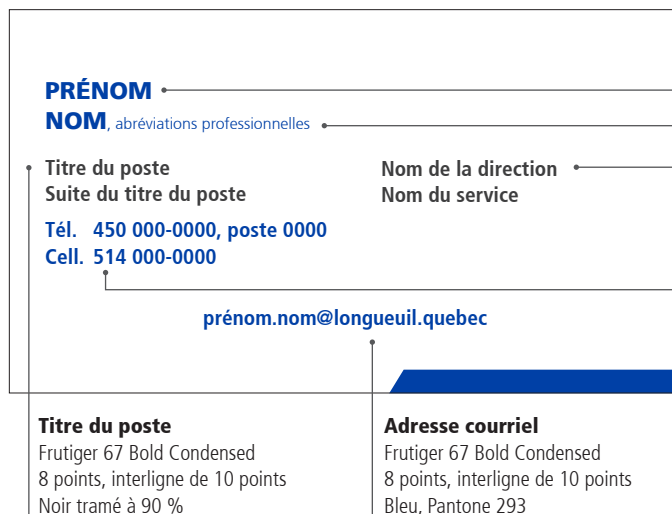 PRÉNOM
NOM, abréviations professionnelles
Titre du poste
Suite du titre du poste
Nom de la direction
Nom du service
Tél. 450 000-0000, poste 0000
Cell. 514 000-0000
prénom.nom@longueuil.quebec
Titre du poste
Frutiger 67 Bold Condensed
8 points, interligne de 10 points
Noir tramé à 90 %
Adresse courriel
Frutiger 67 Bold Condensed
8 points, interligne de 10 points
Bleu, Pantone 293